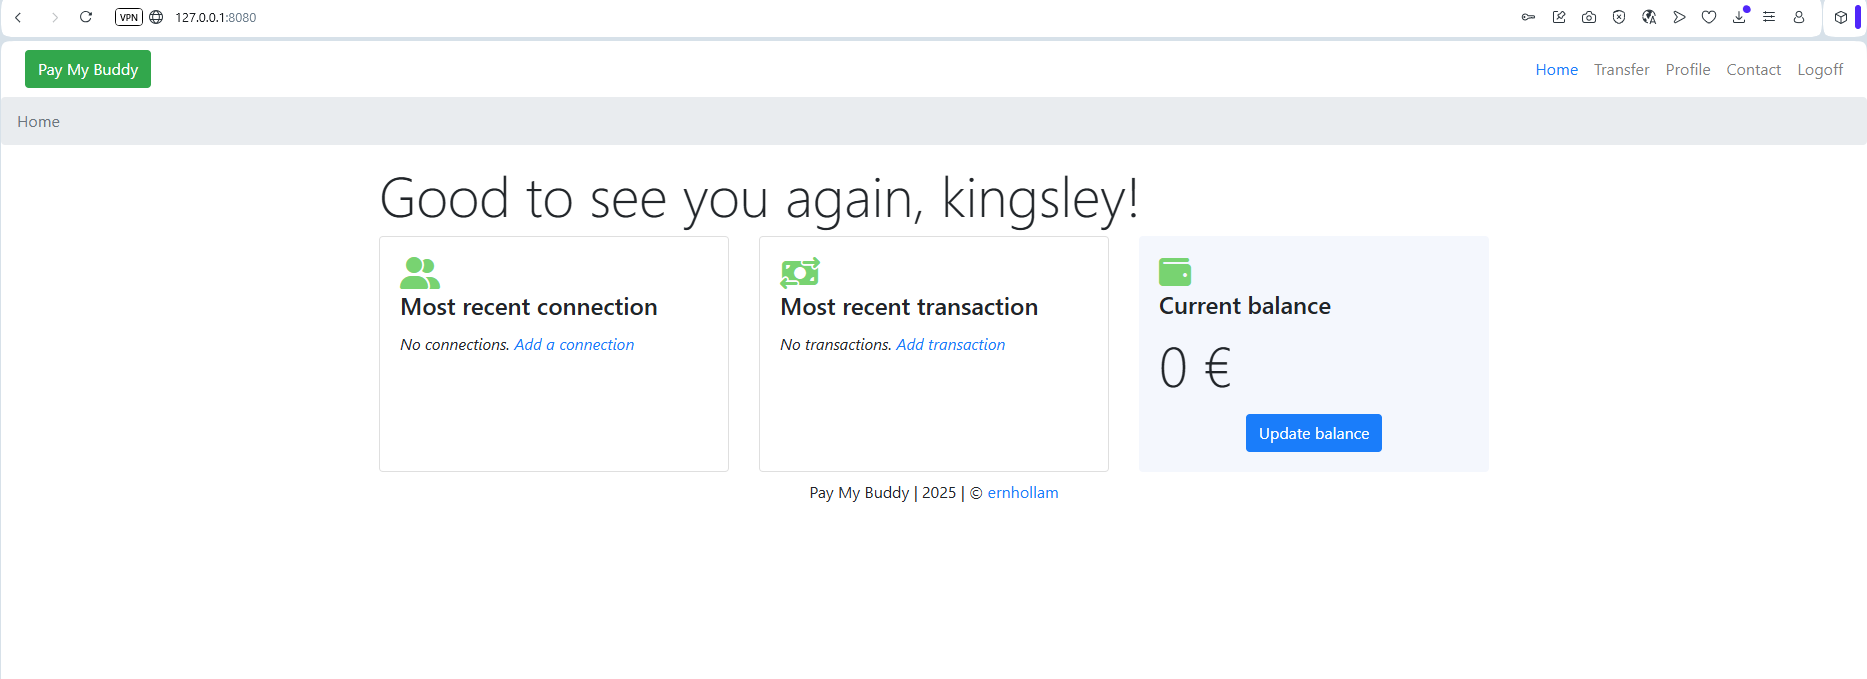 VPN 127.0.0.1:8080
Pay My Buddy Home Transfer Profile Contact Logoff
Home
Good to see you again, kingsley!
Most recent connection
No connections. Add a connection
Most recent transaction
No transactions. Add transaction
Current balance
0 €
Update balance
Pay My Buddy | 2025 | © ernhollam